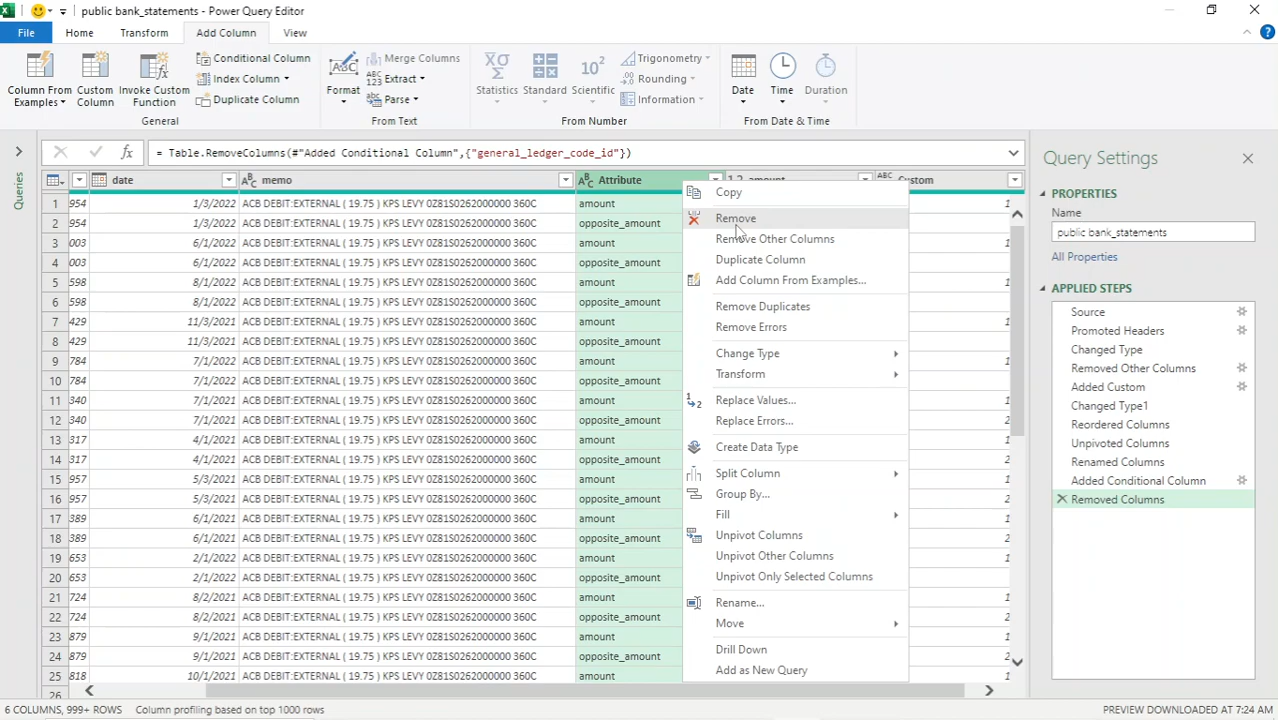 public bank_statements - Power Query Editor
File Home Transform Add Column View
Column From Examples
Custom Column
Invoke Custom Function
Conditional Column
Index Column
Duplicate Column
General
Format
Merge Columns
Extract
Parse
From Text
Statistics
Standard
Scientific
Trigonometry
Rounding
Information
From Number
Date
Time
Duration
From Date & Time
= Table.RemoveColumns(#"Added Conditional Column",{"general_ledger_code_id"})
Queries
date memo Attribute 1.2 amount Custom
1 954 1/3/2022 ACB DEBIT:EXTERNAL ( 19.75 ) KPS LEVY 0Z81S0262000000 360C amount 1
2 954 1/3/2022 ACB DEBIT:EXTERNAL ( 19.75 ) KPS LEVY 0Z81S0262000000 360C opposite_amount
3 003 6/1/2022 ACB DEBIT:EXTERNAL ( 19.75 ) KPS LEVY 0Z81S0262000000 360C amount 1
4 003 6/1/2022 ACB DEBIT:EXTERNAL ( 19.75 ) KPS LEVY 0Z81S0262000000 360C opposite_amount
5 598 8/1/2022 ACB DEBIT:EXTERNAL ( 19.75 ) KPS LEVY 0Z81S0262000000 360C amount 1
6 598 8/1/2022 ACB DEBIT:EXTERNAL ( 19.75 ) KPS LEVY 0Z81S0262000000 360C opposite_amount
7 429 11/3/2021 ACB DEBIT:EXTERNAL ( 19.75 ) KPS LEVY 0Z81S0262000000 360C amount 1
8 429 11/3/2021 ACB DEBIT:EXTERNAL ( 19.75 ) KPS LEVY 0Z81S0262000000 360C opposite_amount
9 784 7/1/2022 ACB DEBIT:EXTERNAL ( 19.75 ) KPS LEVY 0Z81S0262000000 360C amount 1
10 784 7/1/2022 ACB DEBIT:EXTERNAL ( 19.75 ) KPS LEVY 0Z81S0262000000 360C opposite_amount
11 340 7/1/2021 ACB DEBIT:EXTERNAL ( 19.75 ) KPS LEVY 0Z81S0262000000 360C amount 1
12 340 7/1/2021 ACB DEBIT:EXTERNAL ( 19.75 ) KPS LEVY 0Z81S0262000000 360C opposite_amount 2
13 317 4/1/2021 ACB DEBIT:EXTERNAL ( 19.75 ) KPS LEVY 0Z81S0262000000 360C amount 1
14 317 4/1/2021 ACB DEBIT:EXTERNAL ( 19.75 ) KPS LEVY 0Z81S0262000000 360C opposite_amount 2
15 957 5/3/2021 ACB DEBIT:EXTERNAL ( 19.75 ) KPS LEVY 0Z81S0262000000 360C amount 1
16 957 5/3/2021 ACB DEBIT:EXTERNAL ( 19.75 ) KPS LEVY 0Z81S0262000000 360C opposite_amount 2
17 389 6/1/2021 ACB DEBIT:EXTERNAL ( 19.75 ) KPS LEVY 0Z81S0262000000 360C amount 1
18 389 6/1/2021 ACB DEBIT:EXTERNAL ( 19.75 ) KPS LEVY 0Z81S0262000000 360C opposite_amount 2
19 653 2/1/2022 ACB DEBIT:EXTERNAL ( 19.75 ) KPS LEVY 0Z81S0262000000 360C amount 1
20 653 2/1/2022 ACB DEBIT:EXTERNAL ( 19.75 ) KPS LEVY 0Z81S0262000000 360C opposite_amount 2
21 724 8/2/2021 ACB DEBIT:EXTERNAL ( 19.75 ) KPS LEVY 0Z81S0262000000 360C amount 1
22 724 8/2/2021 ACB DEBIT:EXTERNAL ( 19.75 ) KPS LEVY 0Z81S0262000000 360C opposite_amount 2
23 879 9/1/2021 ACB DEBIT:EXTERNAL ( 19.75 ) KPS LEVY 0Z81S0262000000 360C amount 1
24 879 9/1/2021 ACB DEBIT:EXTERNAL ( 19.75 ) KPS LEVY 0Z81S0262000000 360C opposite_amount 2
25 818 10/1/2021 ACB DEBIT:EXTERNAL ( 19.75 ) KPS LEVY 0Z81S0262000000 360C amount 1
26
Copy
Remove
Remove Other Columns
Duplicate Column
Add Column From Examples...
Remove Duplicates
Remove Errors
Change Type
Transform
Replace Values...
Replace Errors...
Create Data Type
Split Column
Group By...
Fill
Unpivot Columns
Unpivot Other Columns
Unpivot Only Selected Columns
Rename...
Move
Drill Down
Add as New Query
Query Settings
PROPERTIES
Name
public bank_statements
All Properties
APPLIED STEPS
Source
Promoted Headers
Changed Type
Removed Other Columns
Added Custom
Changed Type1
Reordered Columns
Unpivoted Columns
Renamed Columns
Added Conditional Column
Removed Columns
6 COLUMNS, 999+ ROWS Column profiling based on top 1000 rows PREVIEW DOWNLOADED AT 7:24 AM